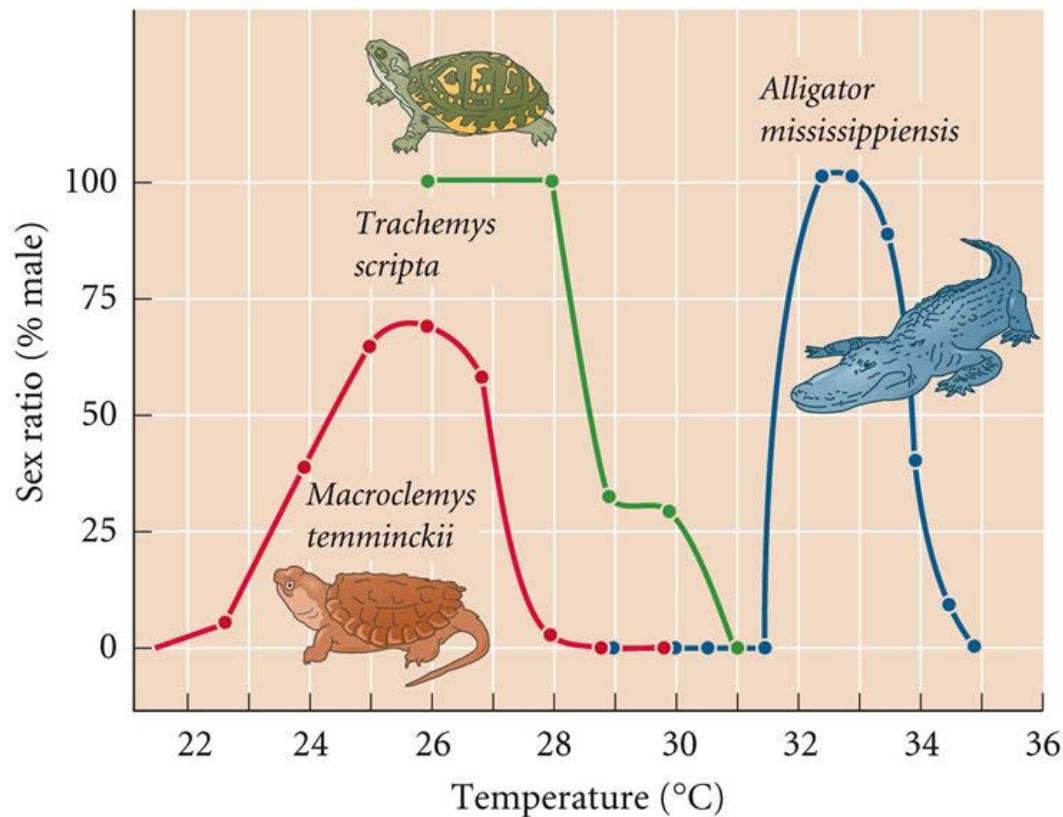 Alligator
mississippiensis
Trachemys
scripta
Macroclemys
temminckii
Sex ratio (% male)
100
75
50
25
0
22 24 26 28 30 32 34 36
Temperature (°C)